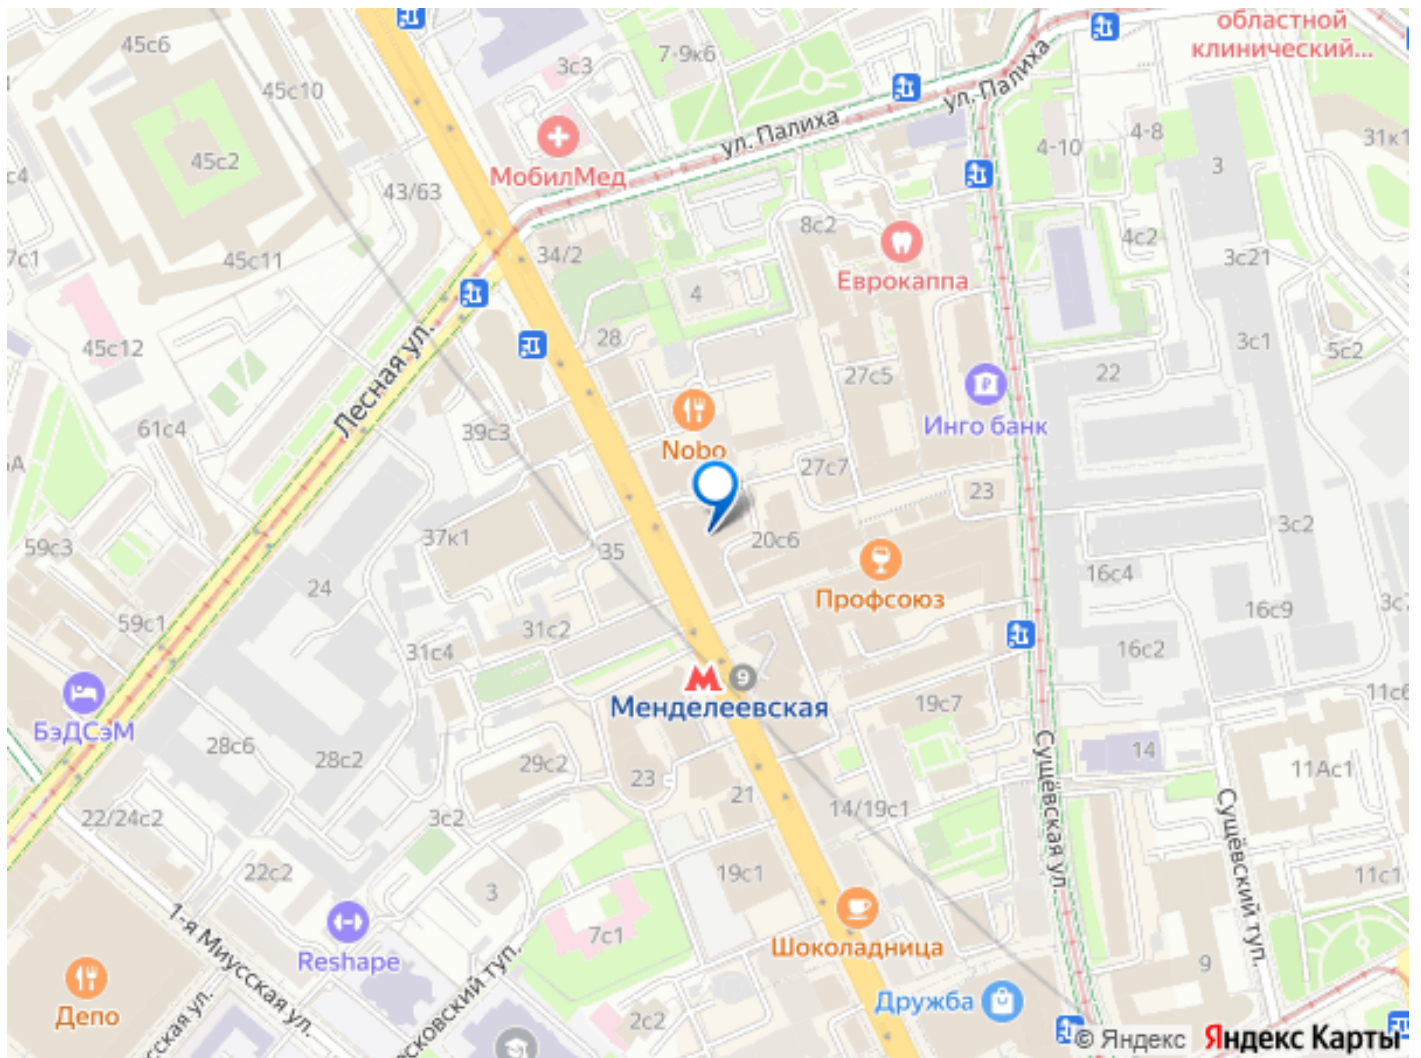 областной
клинический...
45с6
45с10
3с3
7-9к6
ул. Палиха
ул. Палиха
4-8
4-10
3
31к1
45с2
МобилМед
43/63
8с2
4с2
7с1
45с11
34/2
Еврокаппа
3с21
4
Лесная ул.
28
45с12
3с1
5с2
27с5
22
Инго банк
Nobo
61с4
39с3
27с7
23
3с2
37к1
35
20с6
59с3
24
Профсоюз
16с4
16с9
59с1
31с2
31с4
16с2
9
Менделеевская
БэДСэМ
19с7
11с6
28с6
28с2
29с2
23
21
14
11Ас1
Сущёвская ул.
22/24с2
3с2
14/19с1
Сущёвский туп.
22с2
3
19с1
11с1
1-я Миусская ул.
Reshape
7с1
Шоколадница
9
Депо
Дружба
2с2
© Яндекс Яндекс Карты